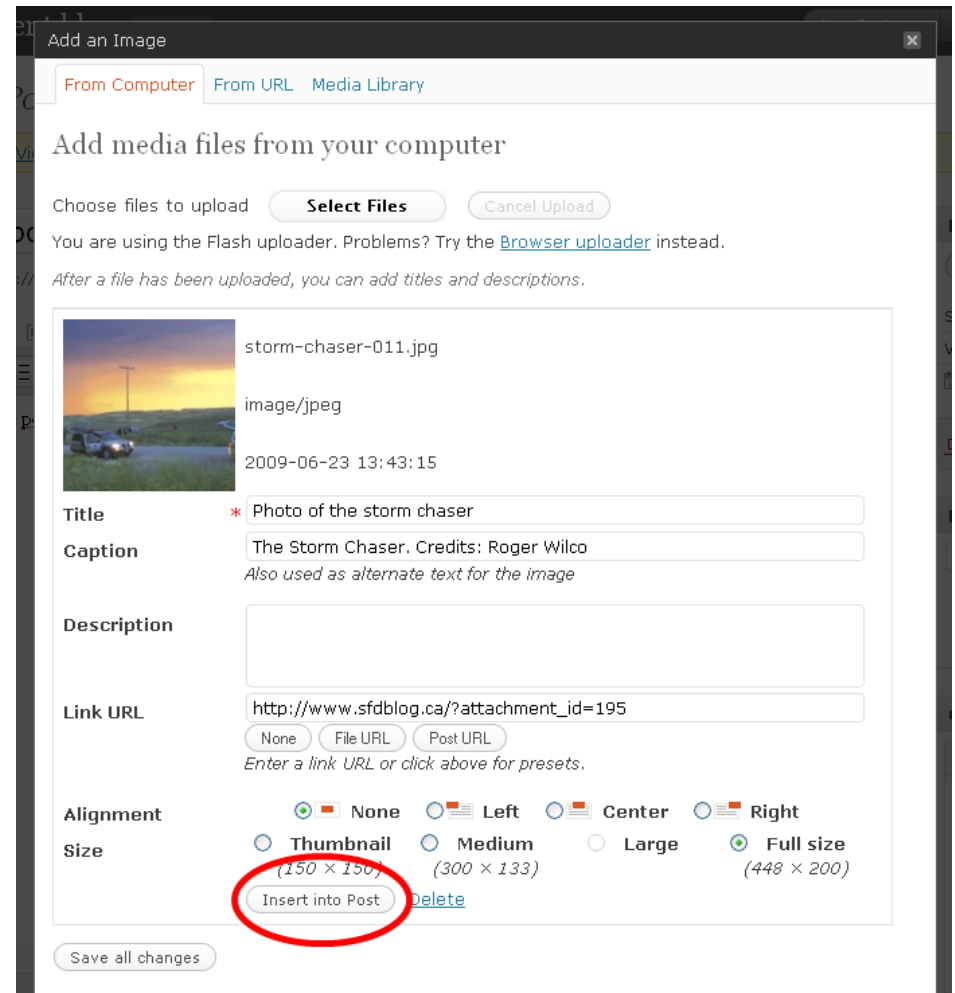 Add an Image
From Computer From URL Media Library
Add media files from your computer
Choose files to upload Select Files Cancel Upload
You are using the Flash uploader. Problems? Try the Browser uploader instead.
After a file has been uploaded, you can add titles and descriptions.
storm-chaser-011.jpg
image/jpeg
2009-06-23 13:43:15
Title * Photo of the storm chaser
Caption The Storm Chaser. Credits: Roger Wilco
Also used as alternate text for the image
Description
Link URL http://www.sfdblog.ca/?attachment_id=195
None File URL Post URL
Enter a link URL or click above for presets.
Alignment None Left Center Right
Size Thumbnail Medium Large Full size
(150 × 150) (300 × 133) (448 × 200)
Insert into Post Delete
Save all changes